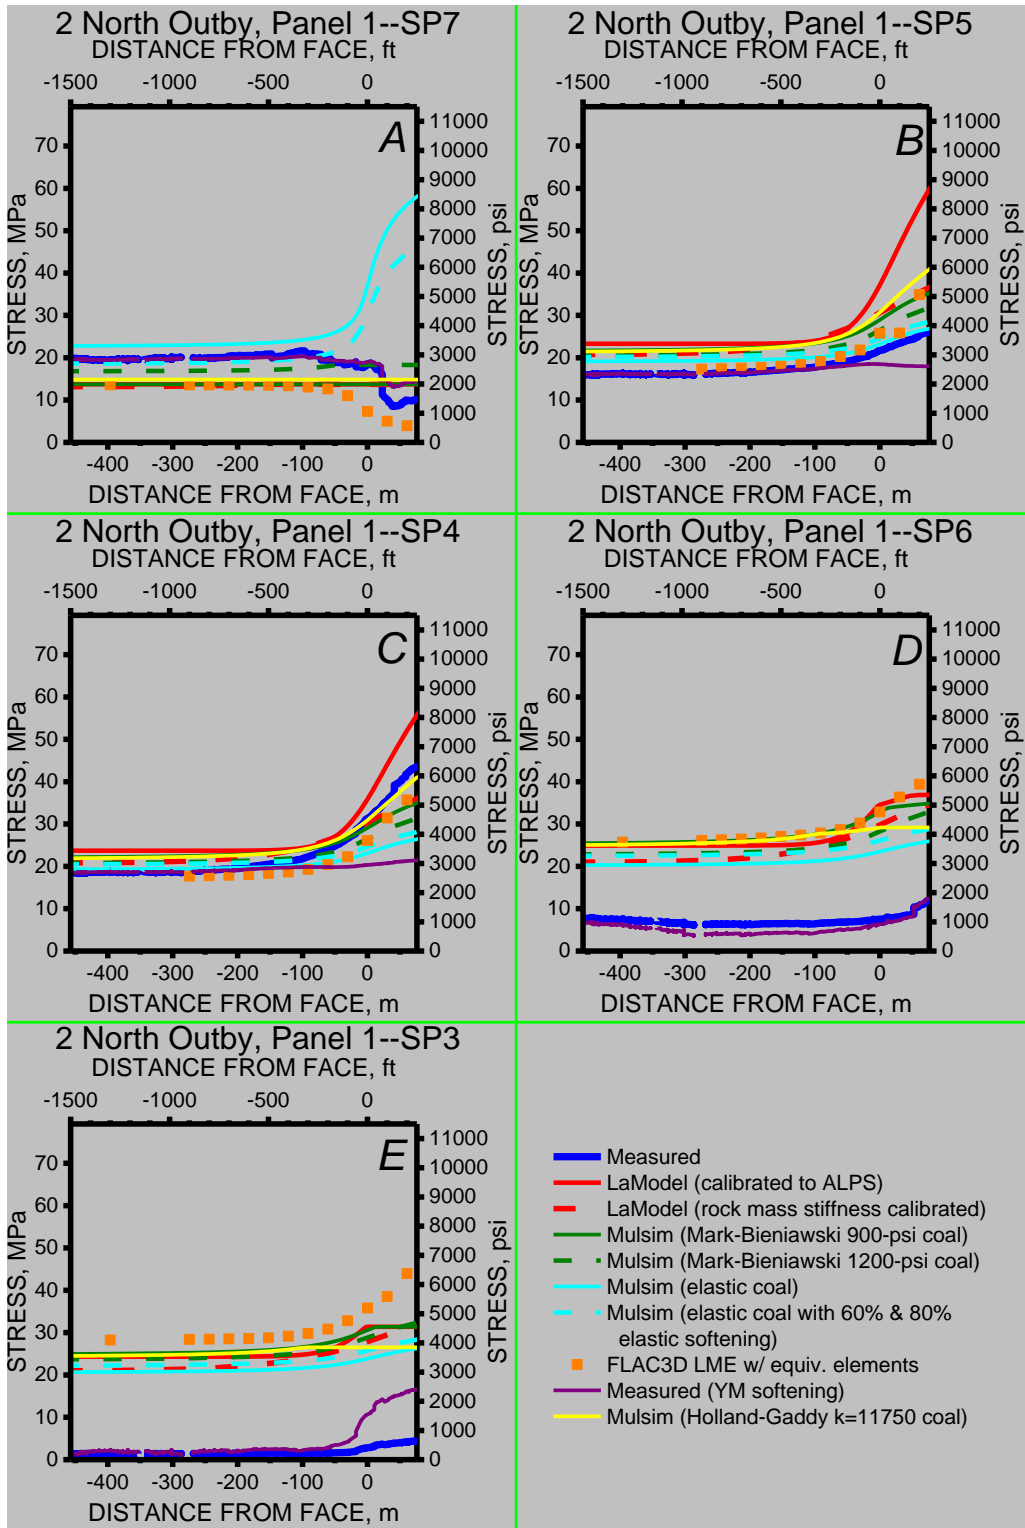 2 North Outby, Panel 1--SP7
DISTANCE FROM FACE, ft
-1500 -1000 -500 0
A
STRESS, MPa
70
60
50
40
30
20
10
0
STRESS, psi
11000
10000
9000
8000
7000
6000
5000
4000
3000
2000
1000
0
-400 -300 -200 -100 0
DISTANCE FROM FACE, m
2 North Outby, Panel 1--SP5
DISTANCE FROM FACE, ft
-1500 -1000 -500 0
B
STRESS, MPa
70
60
50
40
30
20
10
0
STRESS, psi
11000
10000
9000
8000
7000
6000
5000
4000
3000
2000
1000
0
-400 -300 -200 -100 0
DISTANCE FROM FACE, m
2 North Outby, Panel 1--SP4
DISTANCE FROM FACE, ft
-1500 -1000 -500 0
C
STRESS, MPa
70
60
50
40
30
20
10
0
STRESS, psi
11000
10000
9000
8000
7000
6000
5000
4000
3000
2000
1000
0
-400 -300 -200 -100 0
DISTANCE FROM FACE, m
2 North Outby, Panel 1--SP6
DISTANCE FROM FACE, ft
-1500 -1000 -500 0
D
STRESS, MPa
70
60
50
40
30
20
10
0
STRESS, psi
11000
10000
9000
8000
7000
6000
5000
4000
3000
2000
1000
0
-400 -300 -200 -100 0
DISTANCE FROM FACE, m
2 North Outby, Panel 1--SP3
DISTANCE FROM FACE, ft
-1500 -1000 -500 0
E
STRESS, MPa
70
60
50
40
30
20
10
0
STRESS, psi
11000
10000
9000
8000
7000
6000
5000
4000
3000
2000
1000
0
-400 -300 -200 -100 0
DISTANCE FROM FACE, m
Measured
LaModel (calibrated to ALPS)
LaModel (rock mass stiffness calibrated)
Mulsim (Mark-Bieniawski 900-psi coal)
Mulsim (Mark-Bieniawski 1200-psi coal)
Mulsim (elastic coal)
Mulsim (elastic coal with 60% & 80%
elastic softening)
FLAC3D LME w/ equiv. elements
Measured (YM softening)
Mulsim (Holland-Gaddy k=11750 coal)